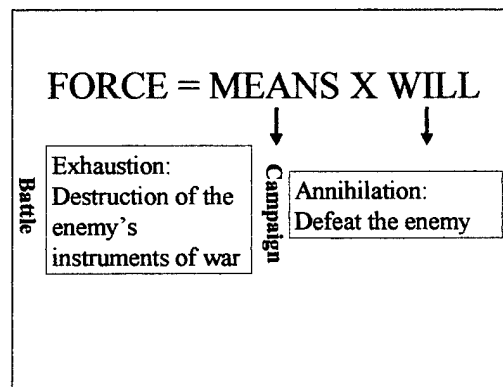 FORCE = MEANS X WILL
Battle
Exhaustion:
Destruction of the
enemy's
instruments of war
Campaign
Annihilation:
Defeat the enemy